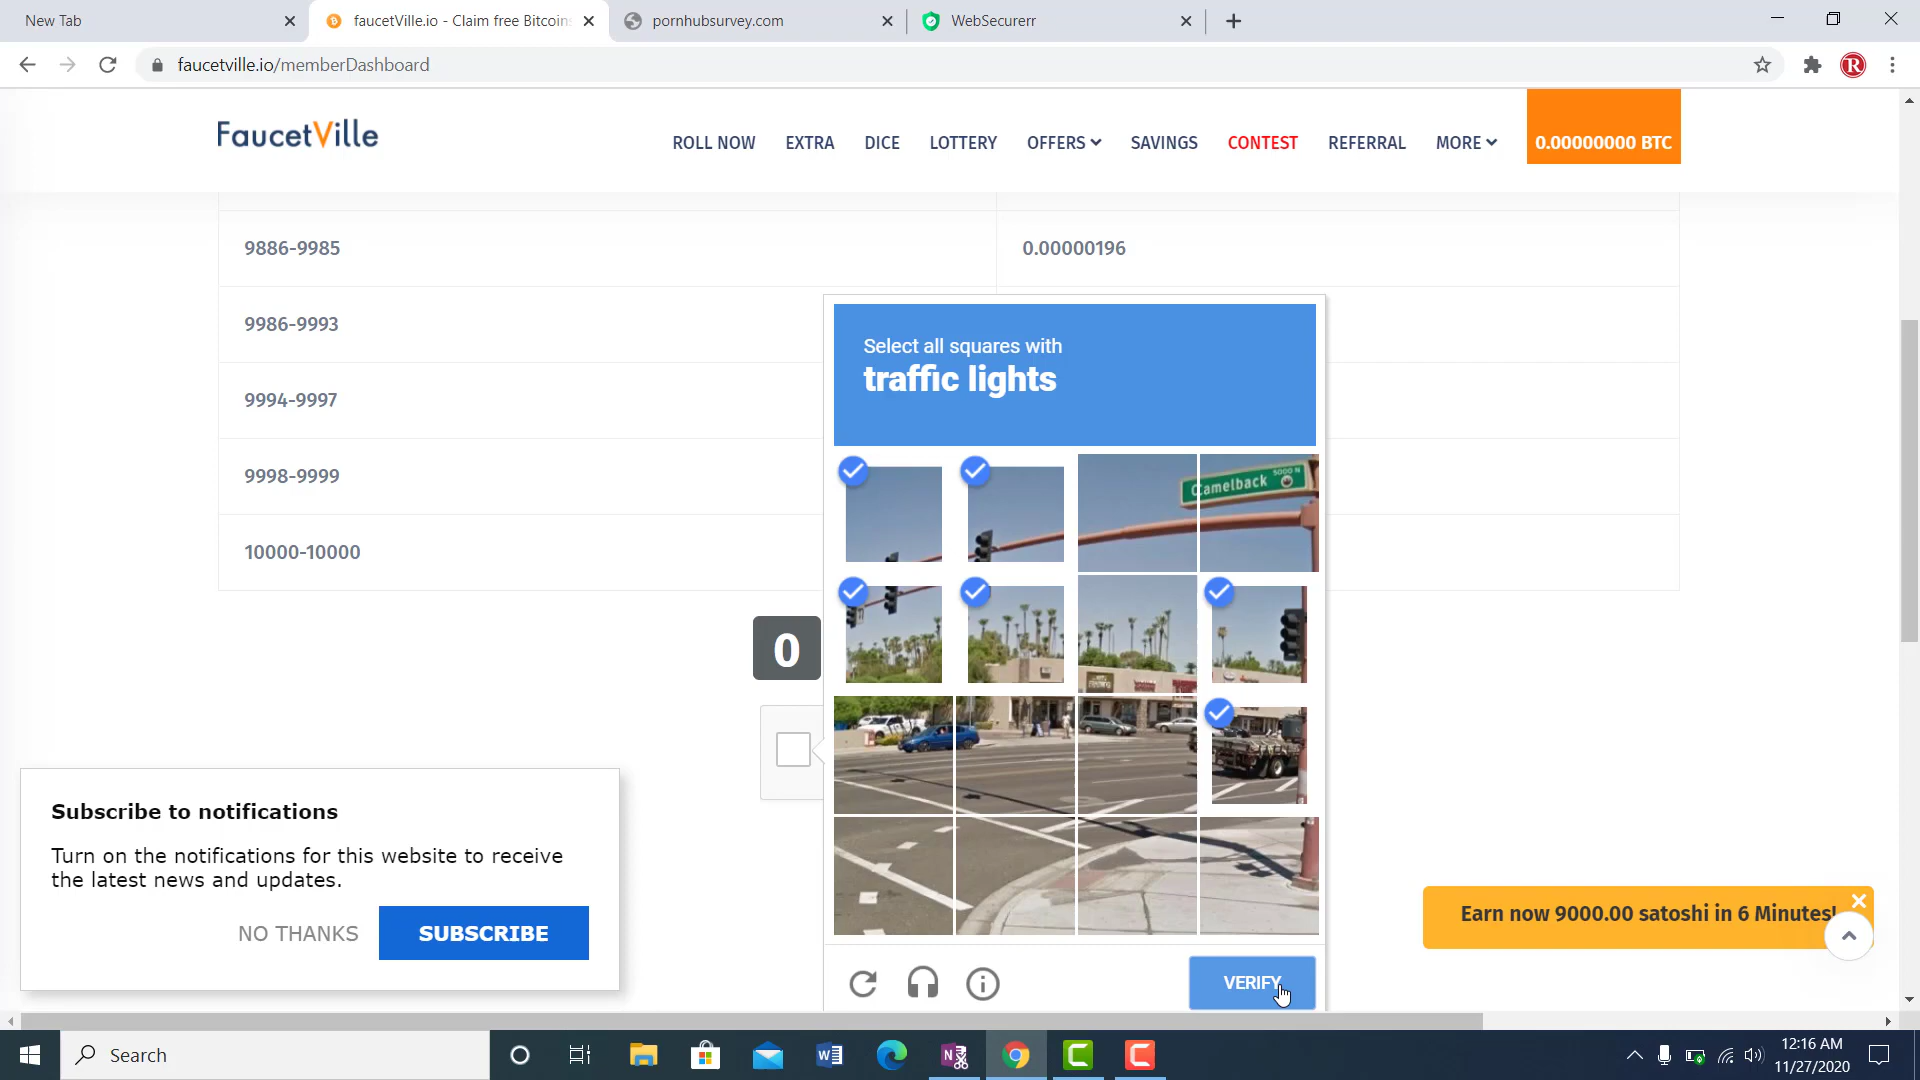 New Tab
faucetVille.io - Claim free Bitcoins
pornhubsurvey.com
WebSecurerr
faucetville.io/memberDashboard
R
FaucetVille
ROLL NOW
EXTRA
DICE
LOTTERY
OFFERS
SAVINGS
CONTEST
REFERRAL
MORE
0.00000000 BTC
9886-9985
0.00000196
9986-9993
9994-9997
9998-9999
10000-10000
0
Select all squares with
traffic lights
5000 N
Camelback
VERIFY
Subscribe to notifications
Turn on the notifications for this website to receive
the latest news and updates.
NO THANKS
SUBSCRIBE
Earn now 9000.00 satoshi in 6 Minutes!
Search
12:16 AM
11/27/2020